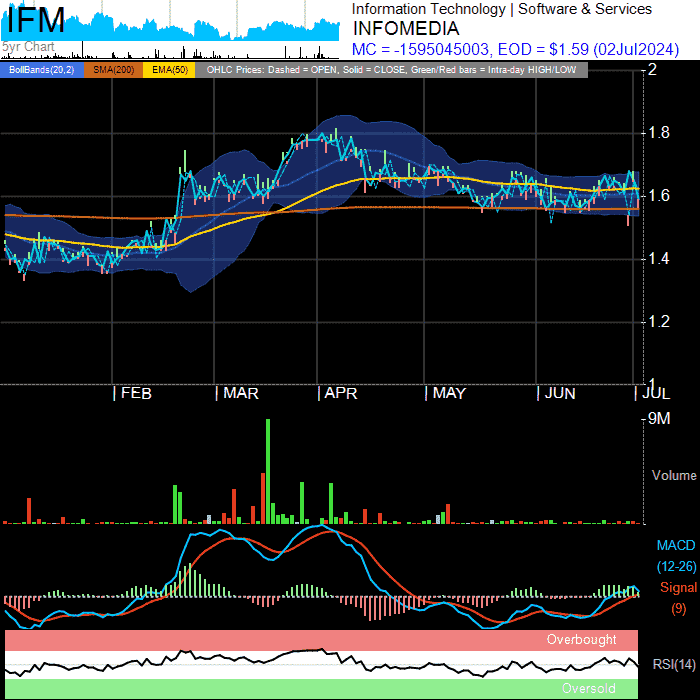 IFM
5yr Chart
Information Technology | Software & Services
INFOMEDIA
MC = -1595045003, EOD = $1.59 (02Jul2024)
BollBands(20,2) SMA(200) EMA(50) OHLC Prices: Dashed = OPEN, Solid = CLOSE, Green/Red bars = Intra-day HIGH/LOW
2
1.8
1.6
1.4
1.2
1
FEB MAR APR MAY JUN JUL
9M
Volume
MACD
(12-26)
Signal
(9)
Overbought
RSI(14)
Oversold